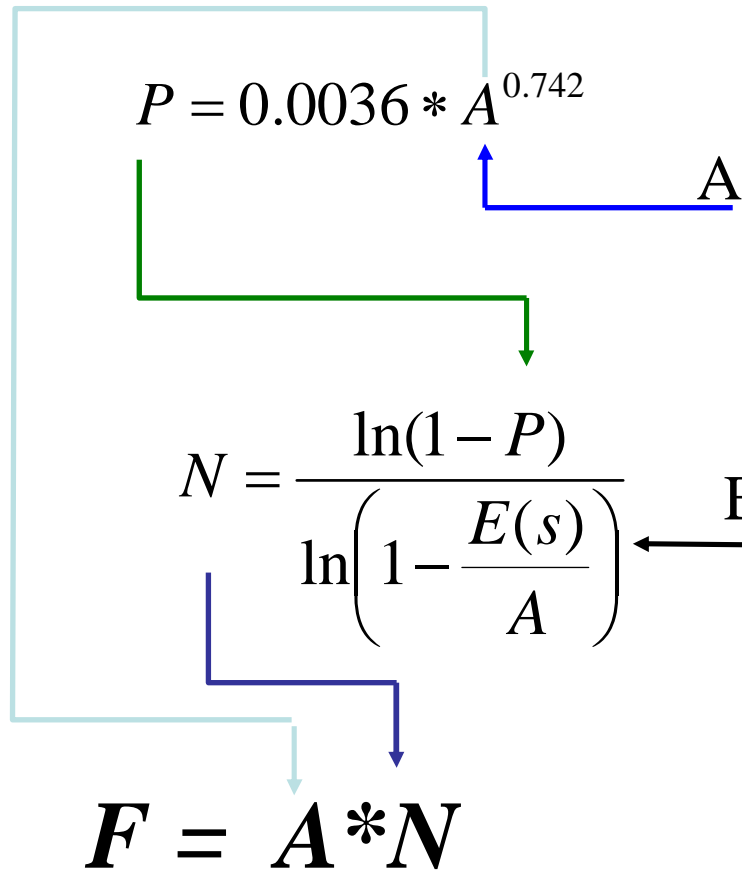 P = 0.0036 * A^0.742
A
N = ln(1 − P) / ln(1 − E(s)/A)
F = A*N